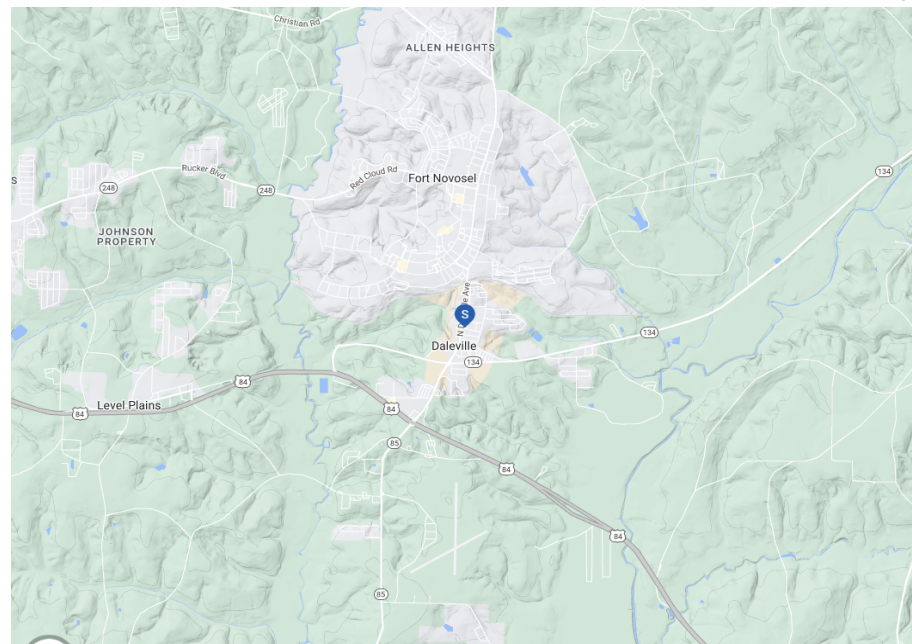 Christian Rd
ALLEN HEIGHTS
134
Rucker Blvd
Red Cloud Rd
Fort Novosel
S
248
248
JOHNSON
PROPERTY
Ave
S
N
134
Daleville
134
84
84
Level Plains
84
85
84
84
85